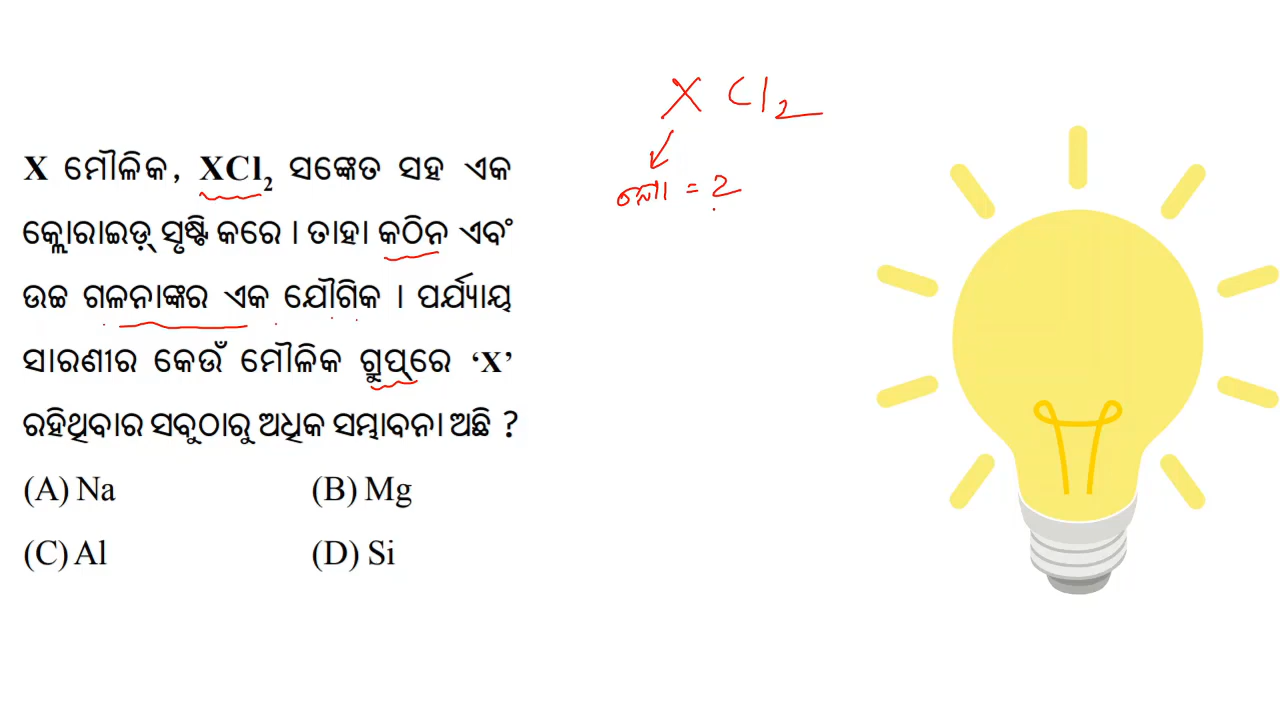 X ମୌଳିକ, XCl₂ ସଙ୍କେତ ସହ ଏକ
କ୍ଲୋରାଇଡ଼୍ ସୃଷ୍ଟି କରେ । ତାହା କଠିନ ଏବଂ
ଉଚ୍ଚ ଗଳନାଙ୍କର ଏକ ଯୌଗିକ । ପର୍ଯ୍ୟାୟ
ସାରଣୀର କେଉଁ ମୌଳିକ ଗ୍ରୁପ୍‌ରେ ‘X’
ରହିଥିବାର ସବୁଠାରୁ ଅଧିକ ସମ୍ଭାବନା ଅଛି ?
(A) Na (B) Mg
(C) Al (D) Si
X Cl₂
= 2